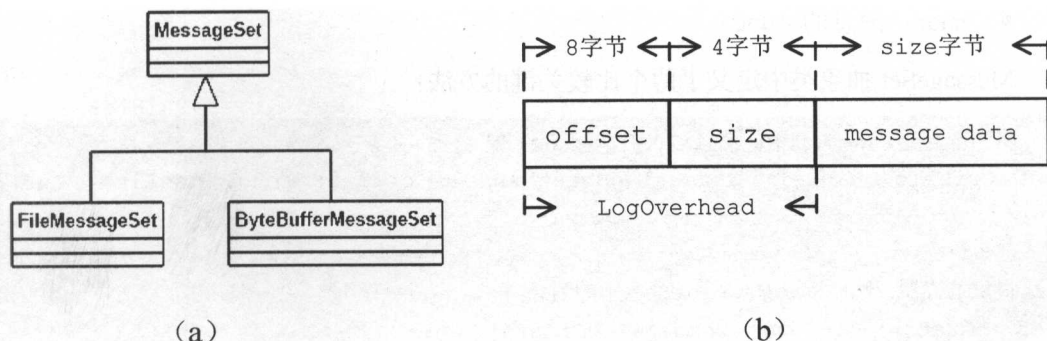 MessageSet
FileMessageSet
ByteBufferMessageSet
(a)
8字节
4字节
size字节
offset
size
message data
LogOverhead
(b)